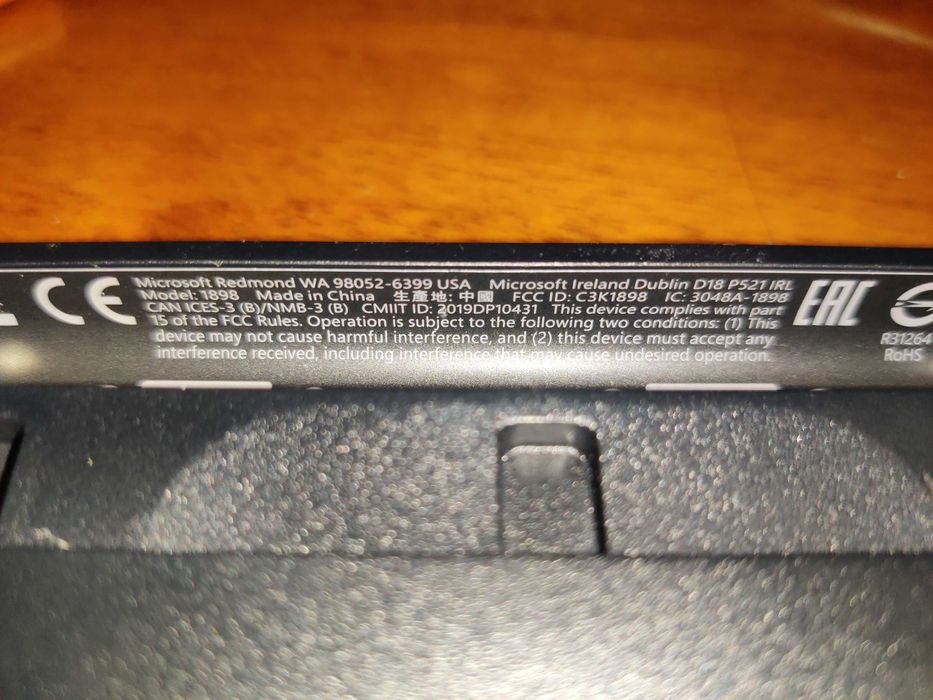 Microsoft Redmond WA 98052-6399 USA Microsoft Ireland Dublin D18 P521 IRL
Model: 1898 Made in China 生產地: 中國 FCC ID: C3K1898 IC: 3048A-1898
CAN ICES-3 (B)/NMB-3 (B) CMIIT ID: 2019DP10431 This device complies with part
15 of the FCC Rules. Operation is subject to the following two conditions: (1) This
device may not cause harmful interference, and (2) this device must accept any
interference received, including interference that may cause undesired operation.
CE
EAC
R31264
RoHS